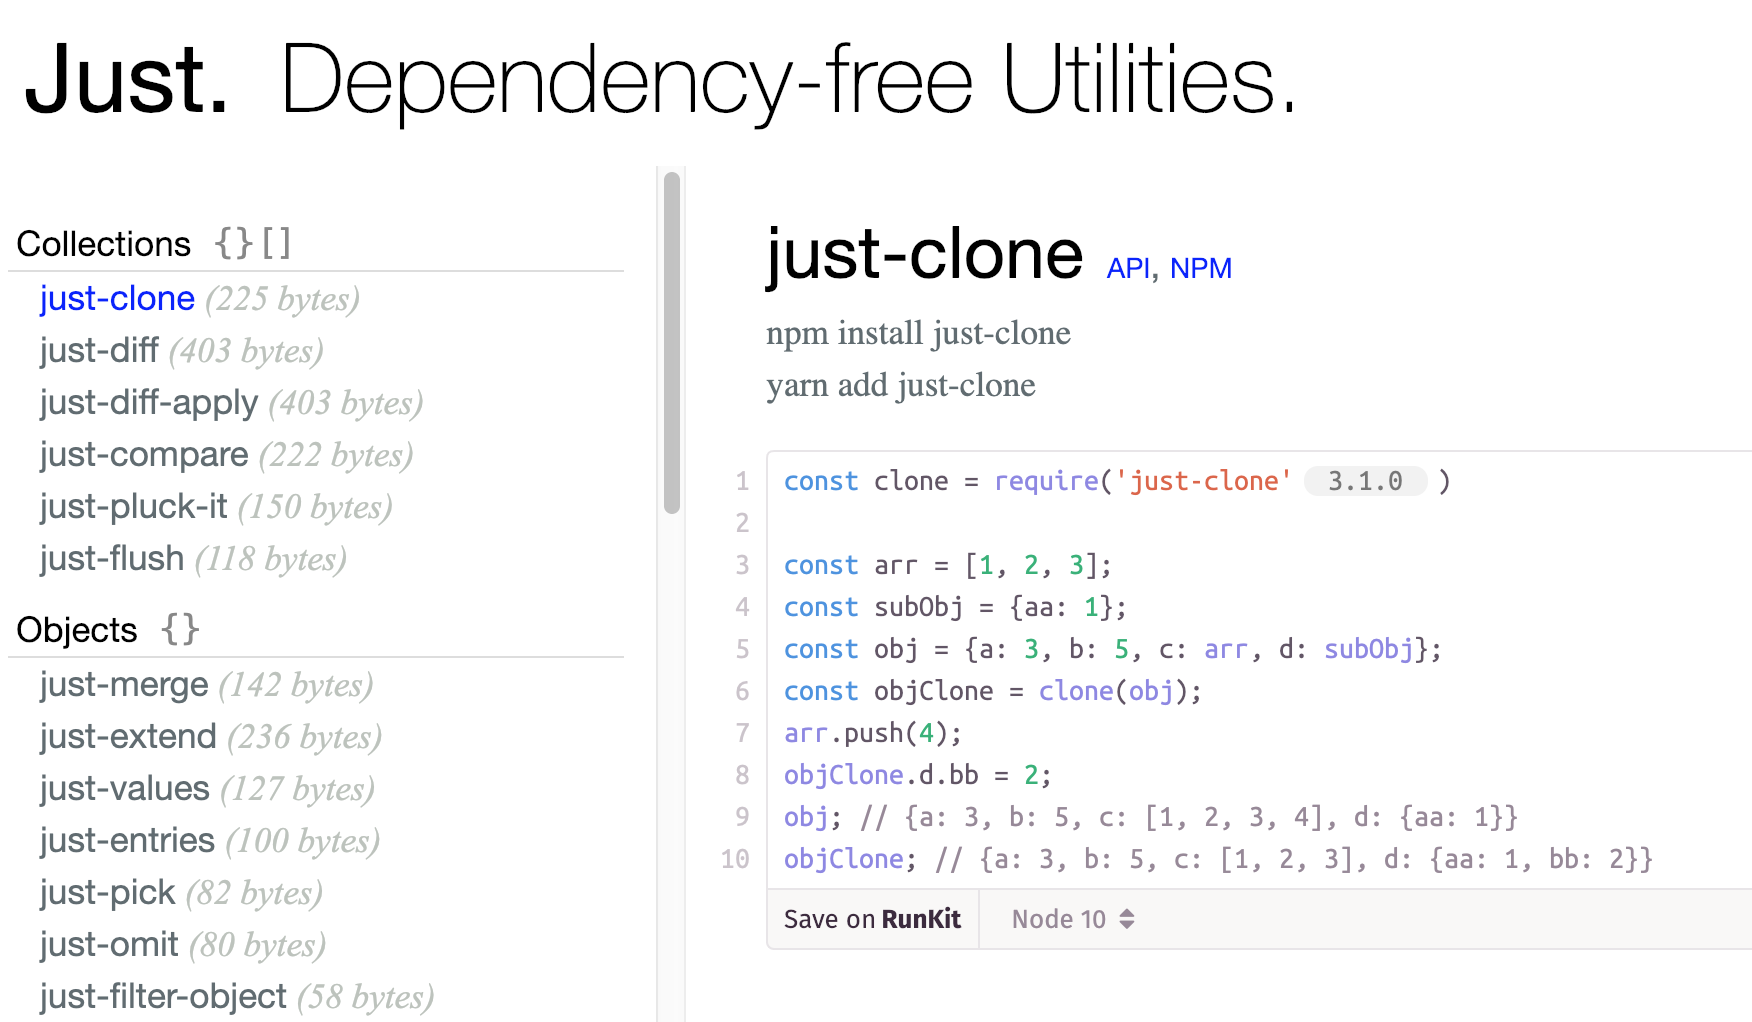 Just. Dependency-free Utilities.
Collections {}[]
just-clone (225 bytes)
just-diff (403 bytes)
just-diff-apply (403 bytes)
just-compare (222 bytes)
just-pluck-it (150 bytes)
just-flush (118 bytes)
Objects {}
just-merge (142 bytes)
just-extend (236 bytes)
just-values (127 bytes)
just-entries (100 bytes)
just-pick (82 bytes)
just-omit (80 bytes)
just-filter-object (58 bytes)
just-clone API, NPM
npm install just-clone
yarn add just-clone
1 const clone = require('just-clone' 3.1.0 )
2
3 const arr = [1, 2, 3];
4 const subObj = {aa: 1};
5 const obj = {a: 3, b: 5, c: arr, d: subObj};
6 const objClone = clone(obj);
7 arr.push(4);
8 objClone.d.bb = 2;
9 obj; // {a: 3, b: 5, c: [1, 2, 3, 4], d: {aa: 1}}
10 objClone; // {a: 3, b: 5, c: [1, 2, 3], d: {aa: 1, bb: 2}}
Save on RunKit Node 10